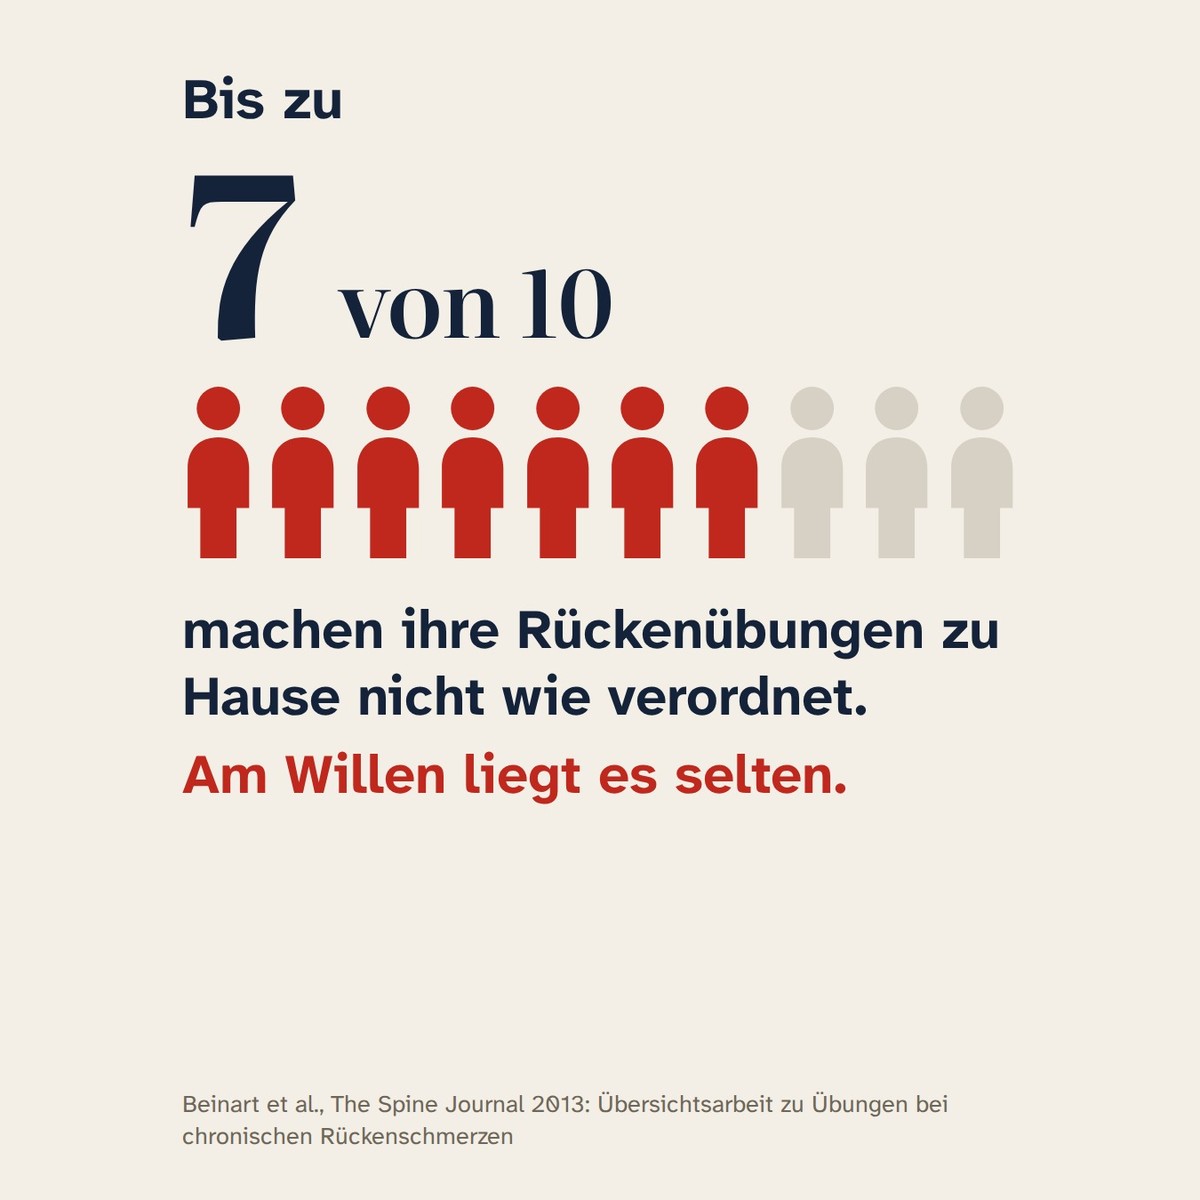 Bis zu
7 von 10
machen ihre Rückenübungen zu
Hause nicht wie verordnet.
Am Willen liegt es selten.
Beinart et al., The Spine Journal 2013: Übersichtsarbeit zu Übungen bei
chronischen Rückenschmerzen